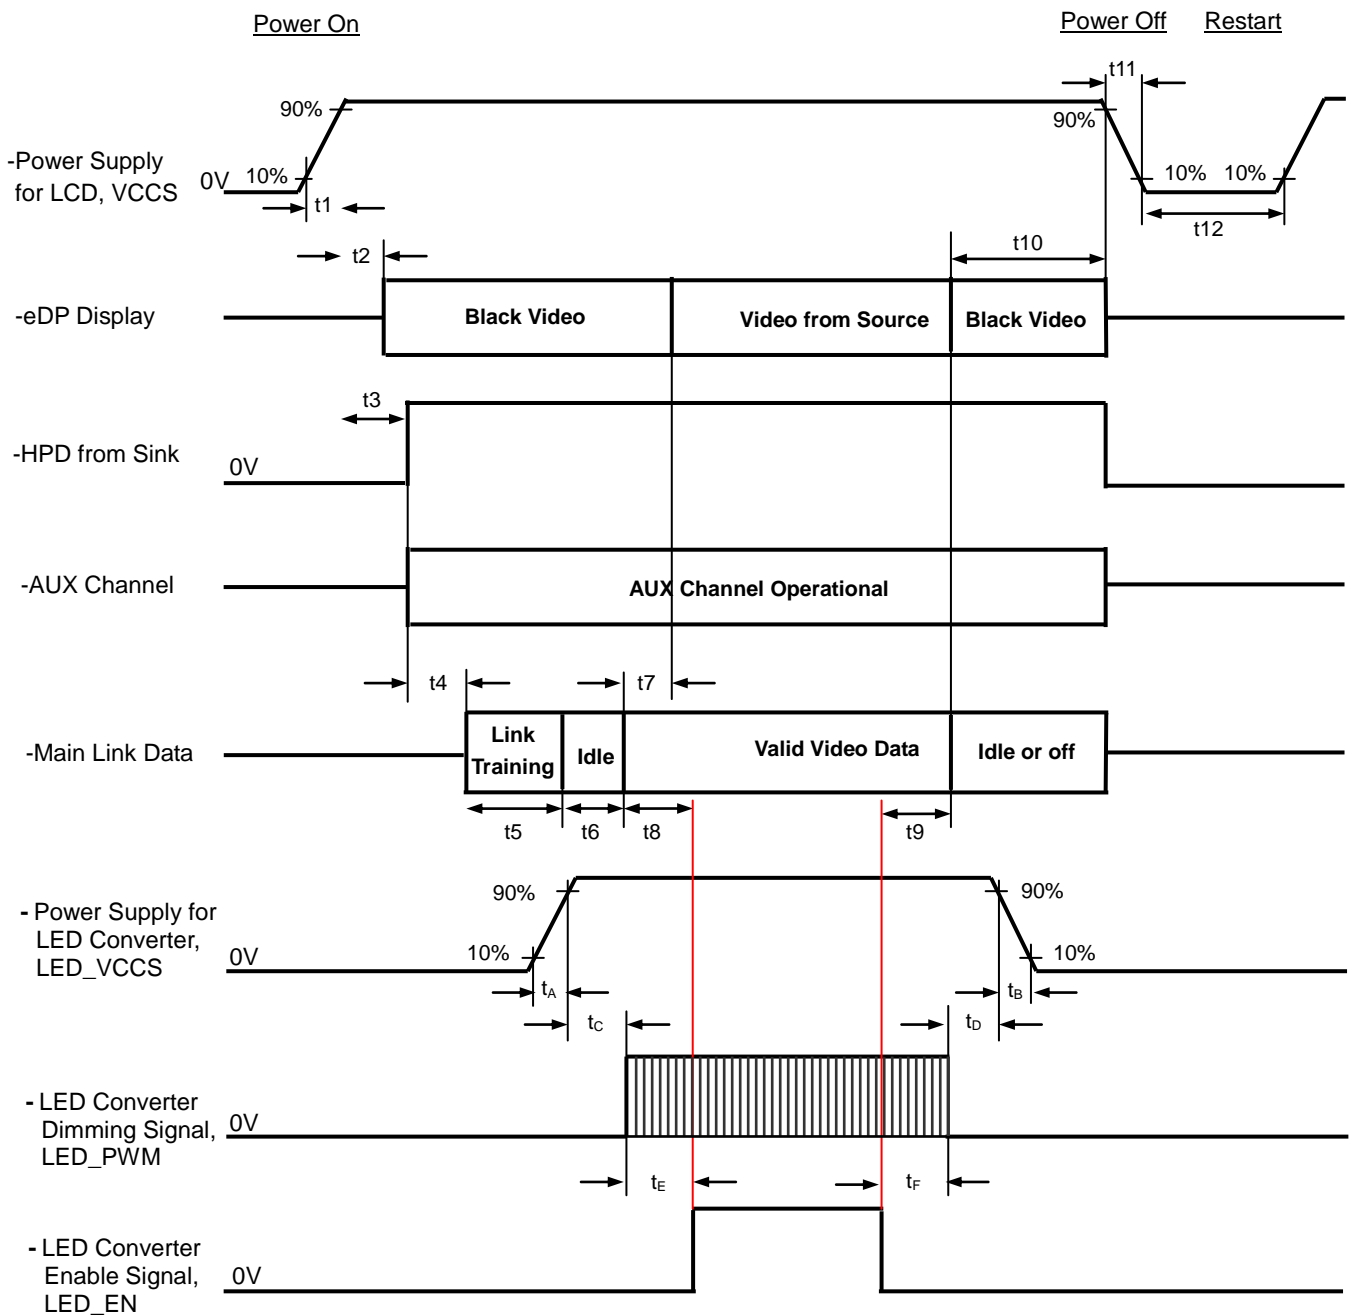 Power On
Power Off Restart
t11
90%
90%
-Power Supply
for LCD, VCCS
0V
10%
10%
10%
t1
t12
t2
t10
-eDP Display
Black Video
Video from Source
Black Video
t3
-HPD from Sink
0V
-AUX Channel
AUX Channel Operational
t4
t7
-Main Link Data
Link
Training
Idle
Valid Video Data
Idle or off
t5
t6
t8
t9
90%
90%
- Power Supply for
LED Converter,
LED_VCCS
0V
10%
10%
tA
tB
tC
tD
- LED Converter
Dimming Signal,
LED_PWM
0V
tE
tF
- LED Converter
Enable Signal,
LED_EN
0V